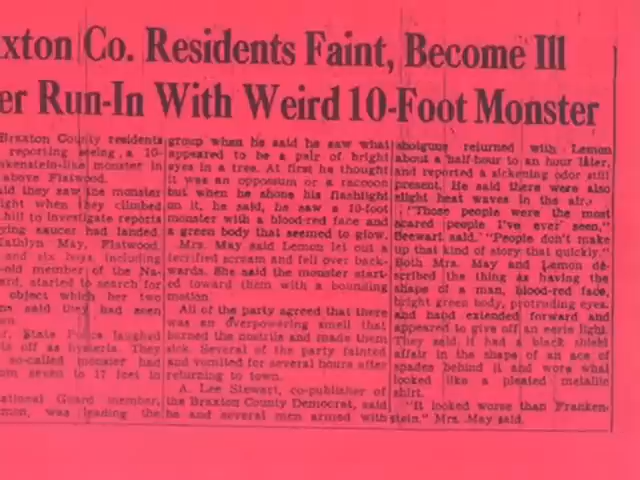 xton Co. Residents Faint, Become Ill
er Run-In With Weird 10-Foot Monster
Braxton County residents
reporting seeing a 10-
kenstein-like monster in
above Flatwood.
id they saw the monster
ight when they climbed
hill to investigate reports
ying saucer had landed.
athlyn May, Flatwood,
and six boys including
-old member of the Na-
ard, started to search for
object which her two
ns said they had seen
State Police laughed
off as hysteria. They
so-called monster had
om seven to 17 feet in
ational Guard member,
mon, was leading the
group when he said he saw what
appeared to be a pair of bright
eyes in a tree. At first he thought
it was an opossum or a raccoon
but when he shone his flashlight
on it, he said, he saw a 10-foot
monster with a blood-red face and
a green body that seemed to glow.
Mrs. May said Lemon let out a
terrified scream and fell over back-
wards. She said the monster start-
ed toward them with a bounding
motion.
All of the party agreed that there
was an overpowering smell that
burned the nostrils and made them
sick. Several of the party fainted
and vomited for several hours after
returning to town.
A. Lee Stewart, co-publisher of
the Braxton County Democrat, said
he and several men armed with
shotguns returned with Lemon
about a half-hour to an hour later,
and reported a sickening odor still
present. He said there were also
slight heat waves in the air.
"Those people were the most
scared people I've ever seen,"
Stewart said. "People don't make
up that kind of story that quickly."
Both Mrs. May and Lemon de-
scribed the thing as having the
shape of a man, blood-red face,
bright green body, protruding eyes,
and hand extended forward and
appeared to give off an eerie light.
They said it had a black shield
affair in the shape of an ace of
spades behind it and wore what
looked like a pleated metallic
shirt.
"It looked worse than Franken-
stein," Mrs. May said.